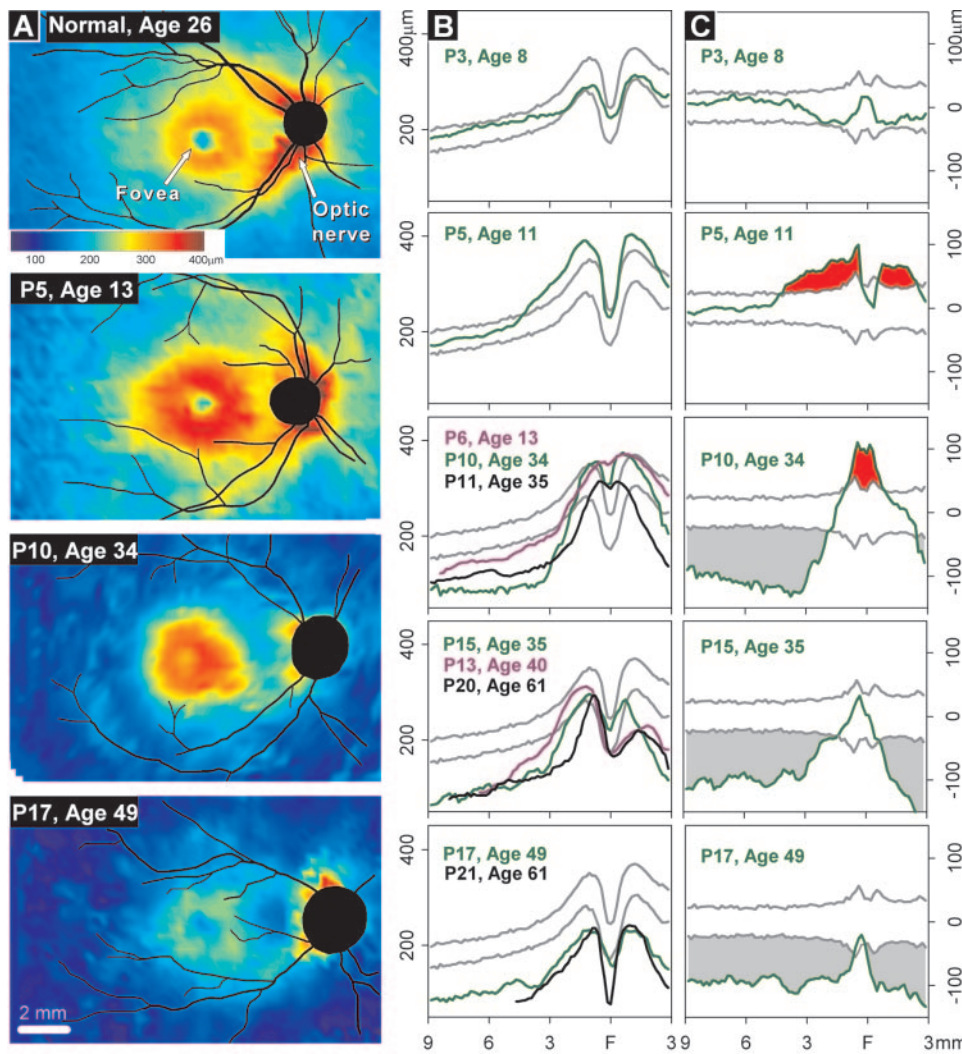 A Normal, Age 26
Fovea
Optic
nerve
100 200 300 400μm
P5, Age 13
P10, Age 34
P17, Age 49
2 mm
B
400μm
200
P3, Age 8
400
200
P5, Age 11
400
200
P6, Age 13
P10, Age 34
P11, Age 35
400
200
P15, Age 35
P13, Age 40
P20, Age 61
400
200
P17, Age 49
P21, Age 61
9 6 3 F 3
C
P3, Age 8
100μm
0
-100
P5, Age 11
100
0
-100
P10, Age 34
100
0
-100
P15, Age 35
100
0
-100
P17, Age 49
100
0
-100
9 6 3 F 3mm